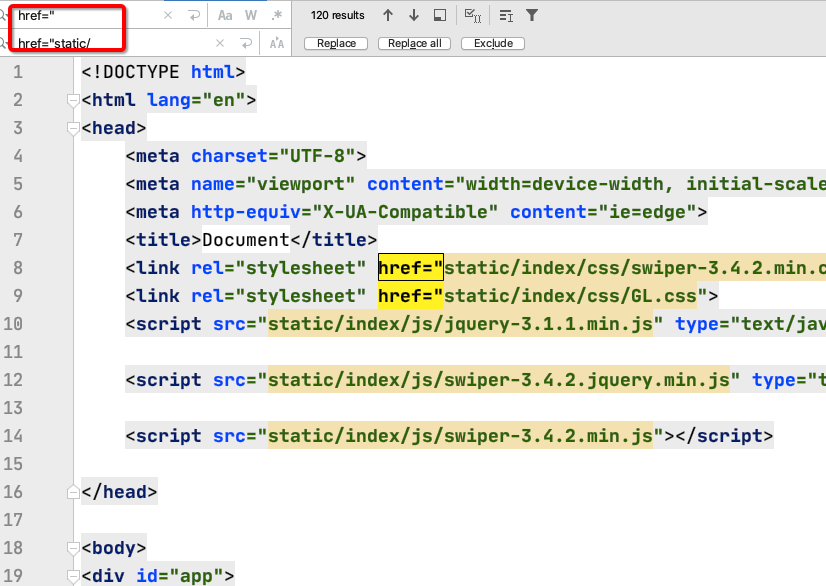 href=" Aa W .* 120 results
href="static/ Replace Replace all Exclude
1 <!DOCTYPE html>
2 <html lang="en">
3 <head>
4 <meta charset="UTF-8">
5 <meta name="viewport" content="width=device-width, initial-scale
6 <meta http-equiv="X-UA-Compatible" content="ie=edge">
7 <title>Document</title>
8 <link rel="stylesheet" href="static/index/css/swiper-3.4.2.min.c
9 <link rel="stylesheet" href="static/index/css/GL.css">
10 <script src="static/index/js/jquery-3.1.1.min.js" type="text/jav
11
12 <script src="static/index/js/swiper-3.4.2.jquery.min.js" type="t
13
14 <script src="static/index/js/swiper-3.4.2.min.js"></script>
15
16 </head>
17
18 <body>
19 <div id="app">